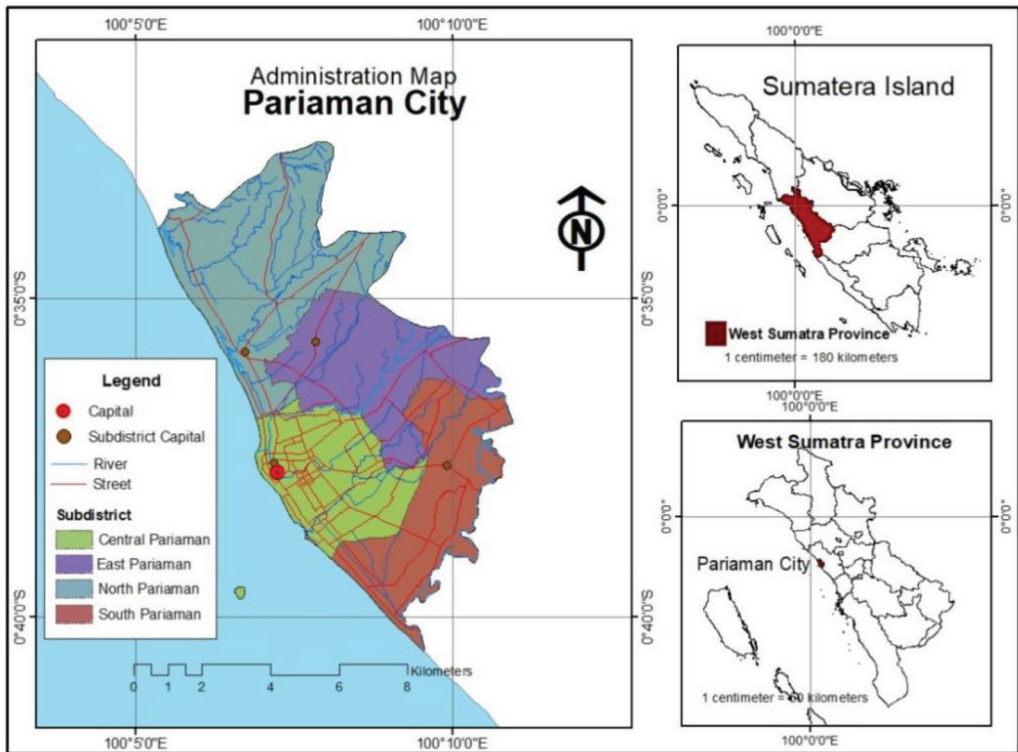 100°5'0"E
100°10'0"E
Administration Map
Pariaman City
N
0°35'0"S
0°35'0"S
0°40'0"S
0°40'0"S
Legend
Capital
Subdistrict Capital
River
Street
Subdistrict
Central Pariaman
East Pariaman
North Pariaman
South Pariaman
Kilometers
0 1 2 4 6 8
100°5'0"E
100°10'0"E
100°0'0"E
Sumatera Island
0°0'0"
0°0'0"
West Sumatra Province
1 centimeter = 180 kilometers
100°0'0"E
100°0'0"E
West Sumatra Province
0°0'0"
0°0'0"
Pariaman City
1 centimeter = 60 kilometers
100°0'0"E